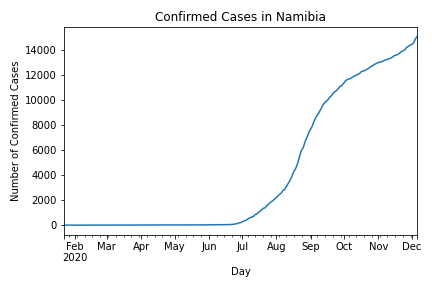 Confirmed Cases in Namibia
Number of Confirmed Cases
14000
12000
10000
8000
6000
4000
2000
0
Feb Mar Apr May Jun Jul Aug Sep Oct Nov Dec
2020
Day